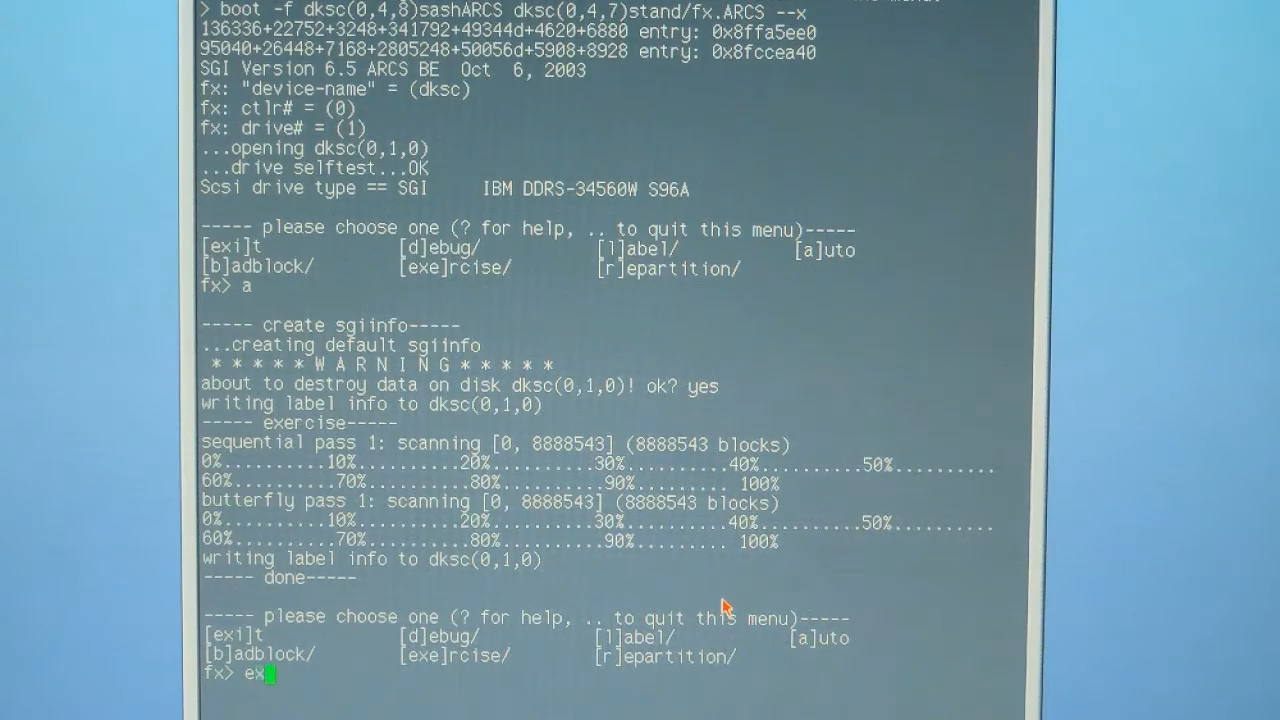 the menu.
> boot -f dksc(0,4,8)sashARCS dksc(0,4,7)stand/fx.ARCS --x
136336+22752+3248+341792+49344d+4620+6880 entry: 0x8ffa5ee0
95040+26448+7168+2805248+50056d+5908+8928 entry: 0x8fccea40
SGI Version 6.5 ARCS BE  Oct  6, 2003
fx: "device-name" = (dksc)
fx: ctlr# = (0)
fx: drive# = (1)
...opening dksc(0,1,0)
...drive selftest...OK
Scsi drive type == SGI     IBM DDRS-34560W S96A
----- please choose one (? for help, .. to quit this menu)-----
[exi]t [d]ebug/ [l]abel/ [a]uto
[b]adblock/ [exe]rcise/ [r]epartition/
fx> a
----- create sgiinfo-----
...creating default sgiinfo
* * * * * W A R N I N G * * * * *
about to destroy data on disk dksc(0,1,0)! ok? yes
writing label info to dksc(0,1,0)
----- exercise-----
sequential pass 1: scanning [0, 8888543] (8888543 blocks)
0%..........10%..........20%..........30%..........40%..........50%..........
60%..........70%..........80%..........90%.......... 100%
butterfly pass 1: scanning [0, 8888543] (8888543 blocks)
0%..........10%..........20%..........30%..........40%..........50%..........
60%..........70%..........80%..........90%.......... 100%
writing label info to dksc(0,1,0)
----- done-----
----- please choose one (? for help, .. to quit this menu)-----
[exi]t [d]ebug/ [l]abel/ [a]uto
[b]adblock/ [exe]rcise/ [r]epartition/
fx> ex